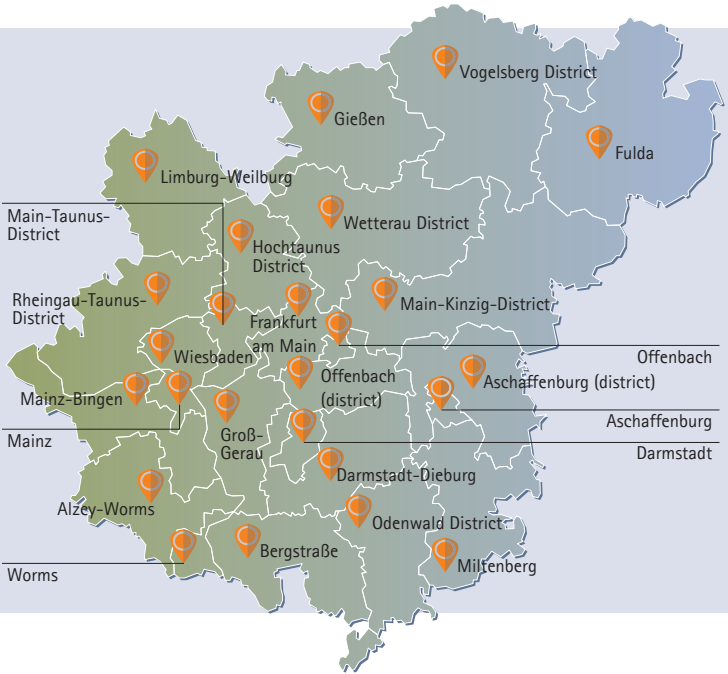 Vogelsberg District
Gießen
Fulda
Limburg-Weilburg
Main-Taunus-
District
Wetterau District
Hochtaunus
District
Rheingau-Taunus-
District
Main-Kinzig-District
Frankfurt
am Main
Wiesbaden
Offenbach
Offenbach
(district)
Aschaffenburg (district)
Mainz-Bingen
Aschaffenburg
Mainz
Groß-
Gerau
Darmstadt
Darmstadt-Dieburg
Alzey-Worms
Odenwald District
Bergstraße
Miltenberg
Worms